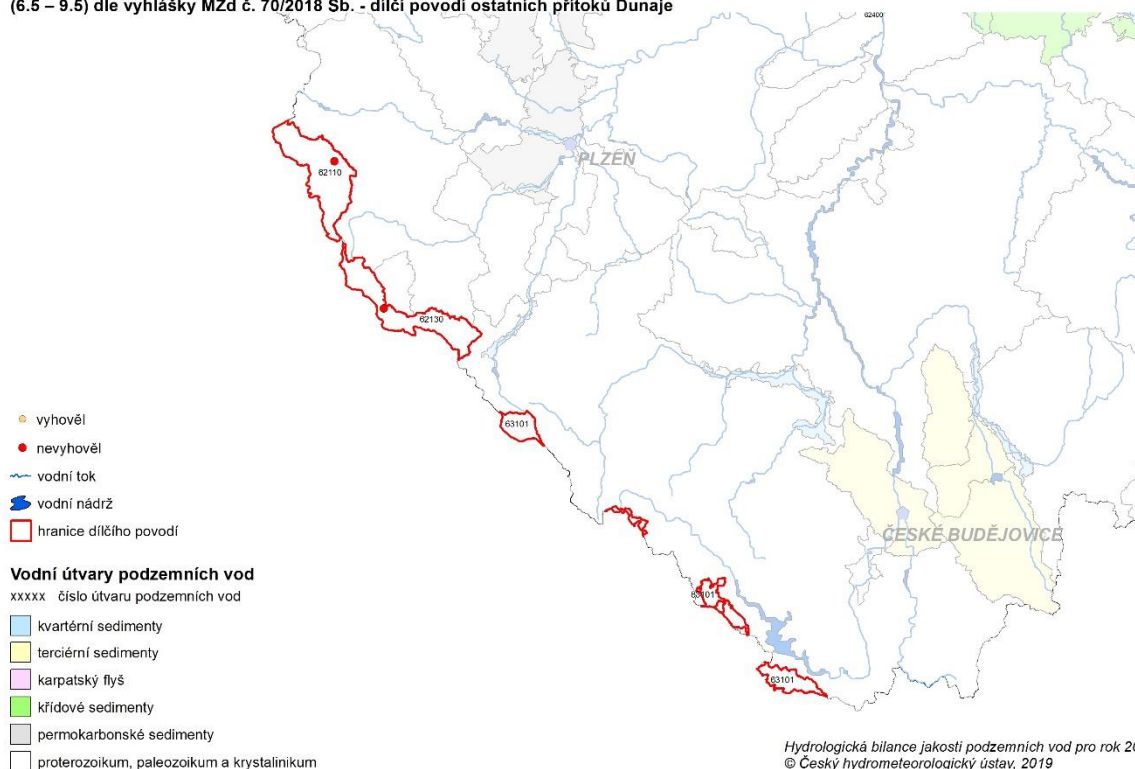 (6.5 – 9.5) dle vyhlášky MZd č. 70/2018 Sb. - dílčí povodí ostatních přítoků Dunaje
62400
PLZEŇ
62110
62130
63101
ČESKÉ BUDĚJOVICE
63101
63101
vyhověl
nevyhověl
vodní tok
vodní nádrž
hranice dílčího povodí
Vodní útvary podzemních vod
xxxxx číslo útvaru podzemních vod
kvartérní sedimenty
terciérní sedimenty
karpatský flyš
křídové sedimenty
permokarbonské sedimenty
proterozoikum, paleozoikum a krystalinikum
Hydrologická bilance jakosti podzemních vod pro rok 20
© Český hydrometeorologický ústav, 2019